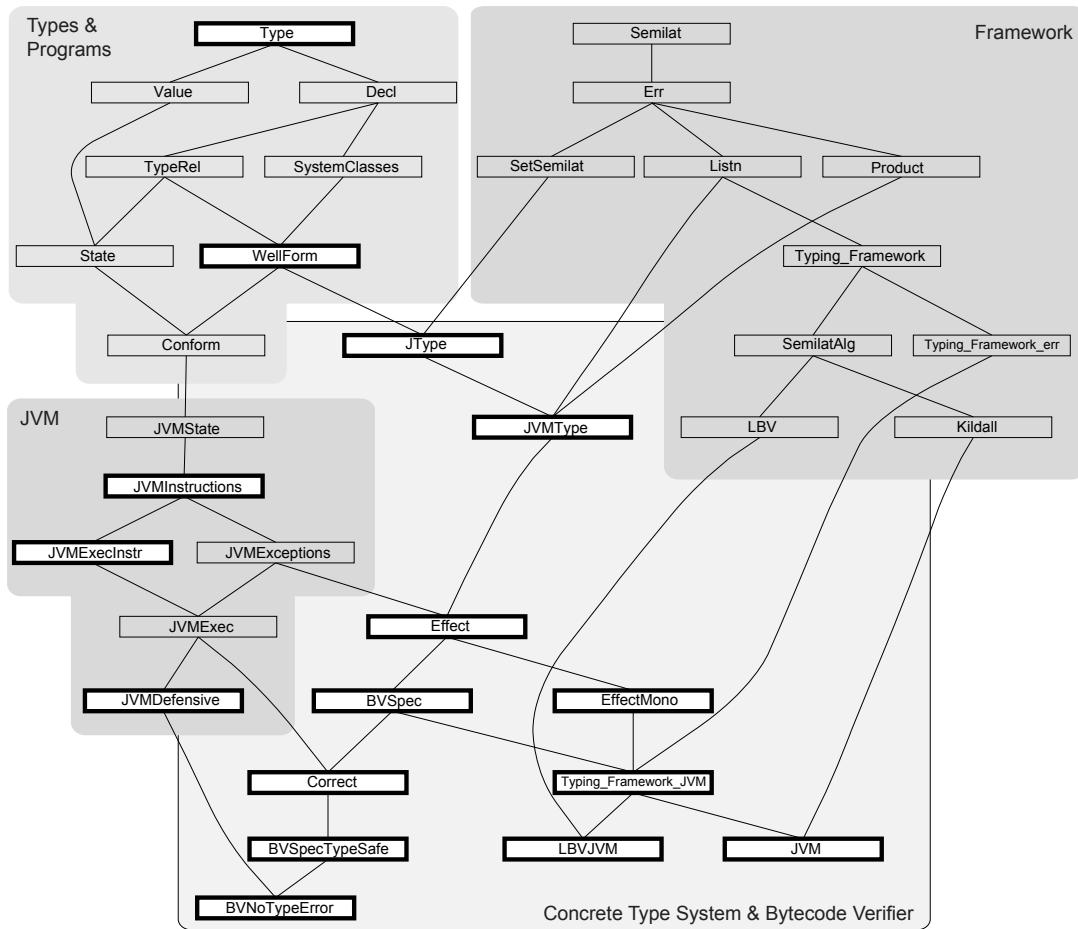 Types &
Programs
Type
Semilat
Framework
Value
Decl
Err
TypeRel
SystemClasses
SetSemilat
Listn
Product
State
WellForm
Typing_Framework
Conform
JType
SemilatAlg
Typing_Framework_err
JVM
JVMState
JVMType
LBV
Kildall
JVMInstructions
JVMExecInstr
JVMExceptions
JVMExec
Effect
JVMDefensive
BVSpec
EffectMono
Correct
Typing_Framework_JVM
BVSpecTypeSafe
LBVJVM
JVM
BVNoTypeError
Concrete Type System & Bytecode Verifier